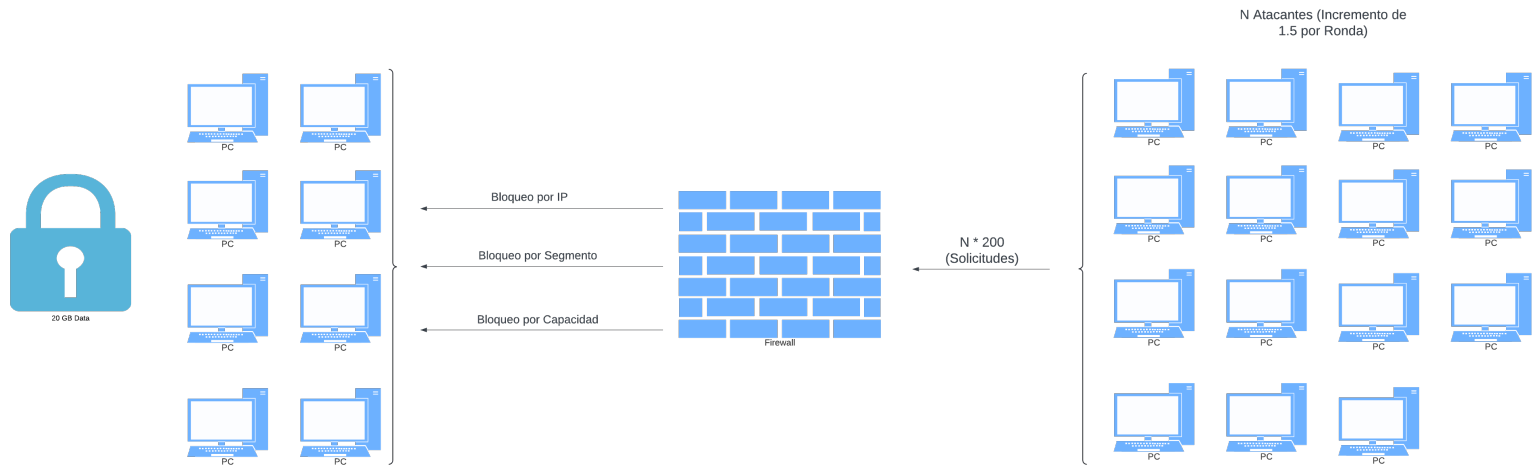 N Atacantes (Incremento de
1.5 por Ronda)
PC
PC
PC
PC
PC
PC
Bloqueo por IP
PC
PC
PC
PC
PC
PC
N * 200
(Solicitudes)
Bloqueo por Segmento
20 GB Data
Bloqueo por Capacidad
Firewall
PC
PC
PC
PC
PC
PC
PC
PC
PC
PC
PC